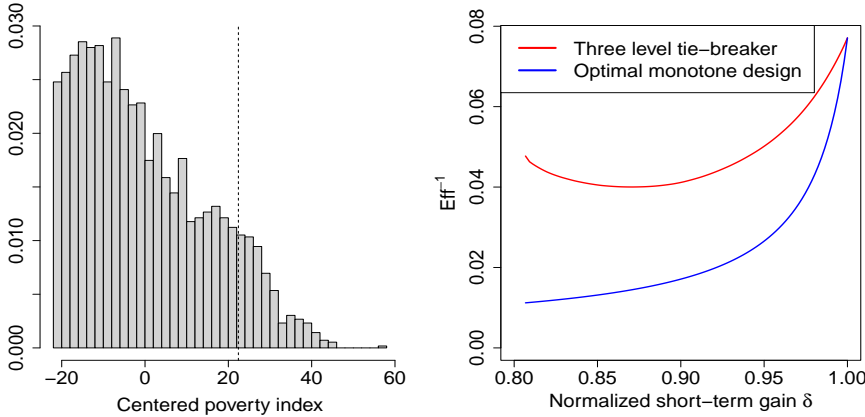 0.000 0.010 0.020 0.030
−20 0 20 40 60
Centered poverty index
Three level tie−breaker
Optimal monotone design
0.00 0.02 0.04 0.06 0.08
Eff⁻¹
0.80 0.85 0.90 0.95 1.00
Normalized short−term gain δ